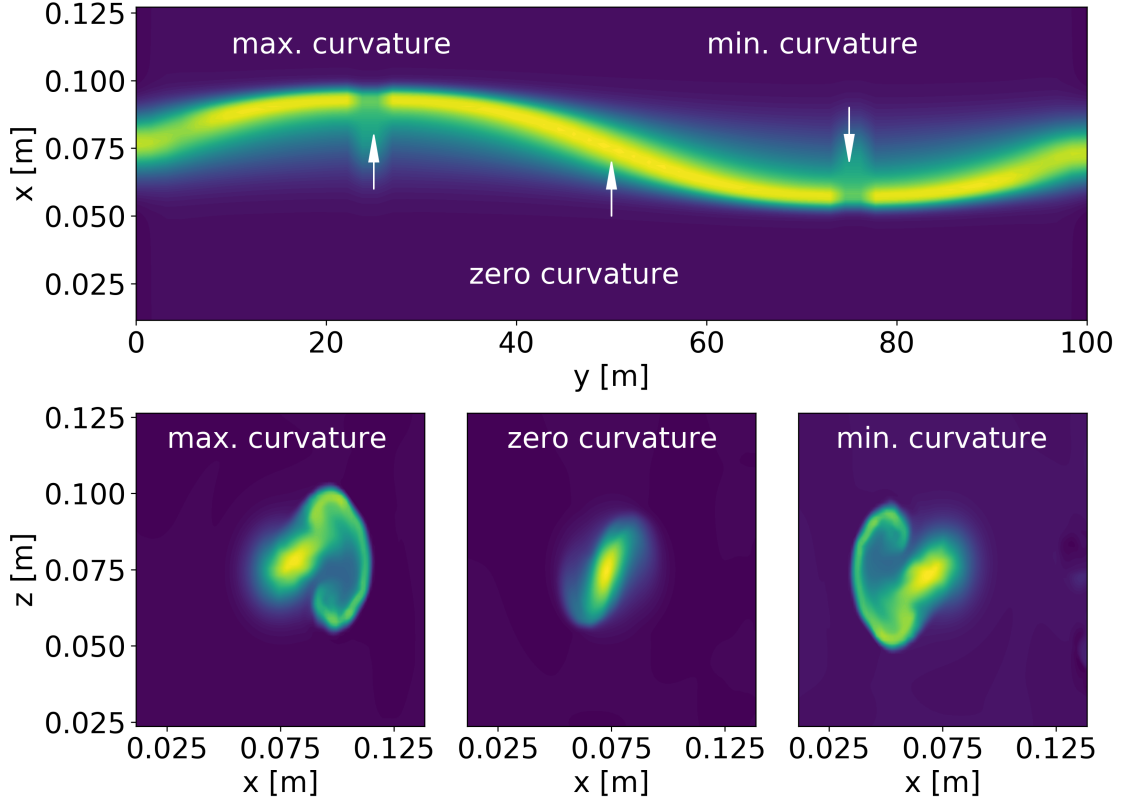 0.125
max. curvature
min. curvature
0.100
x [m]
0.075
0.050
zero curvature
0.025
0
20
40
60
80
100
y [m]
0.125
max. curvature
zero curvature
min. curvature
0.100
z [m]
0.075
0.050
0.025
0.025 0.075 0.125
0.025 0.075 0.125
0.025 0.075 0.125
x [m]
x [m]
x [m]